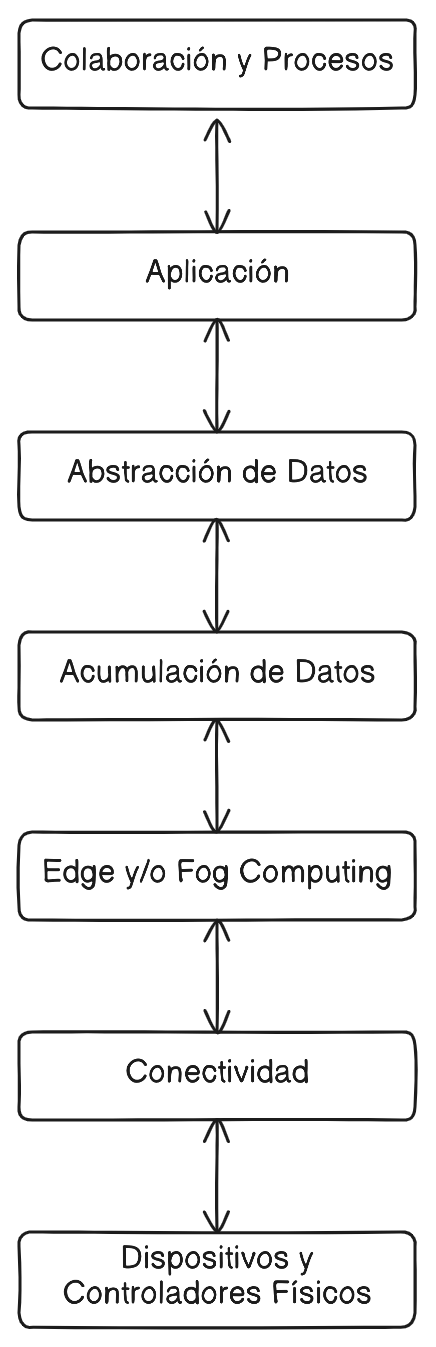 Colaboración y Procesos
Aplicación
Abstracción de Datos
Acumulación de Datos
Edge y/o Fog Computing
Conectividad
Dispositivos y
Controladores Físicos